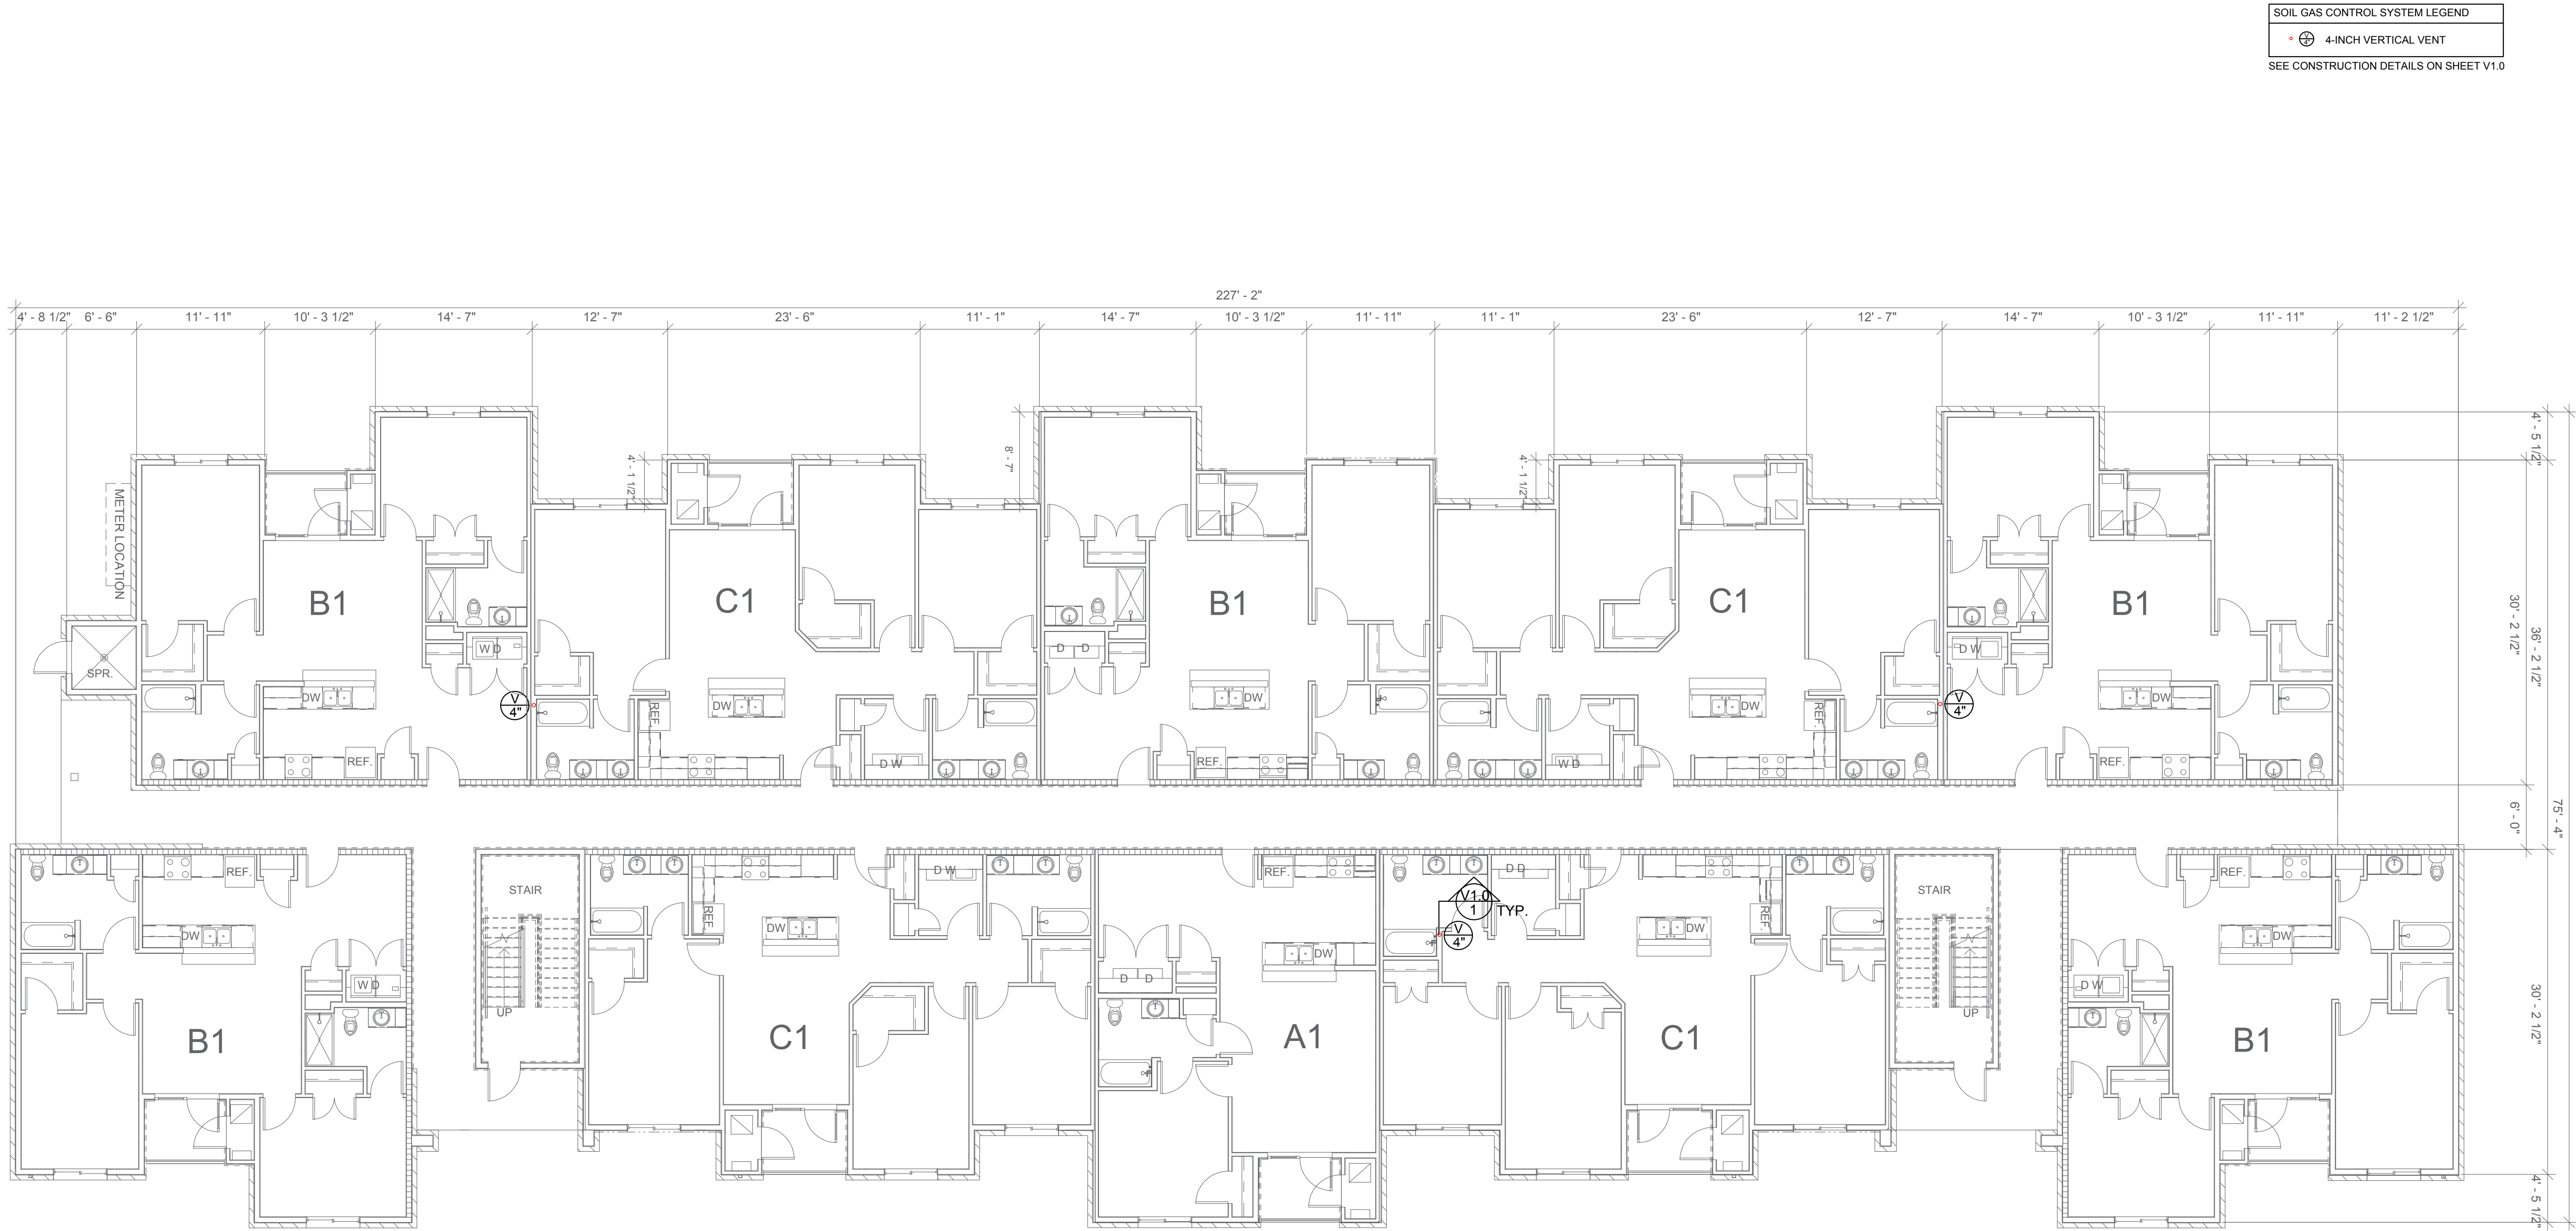 SOIL GAS CONTROL SYSTEM LEGEND
V 4" 4-INCH VERTICAL VENT
SEE CONSTRUCTION DETAILS ON SHEET V1.0
227' - 2"
4' - 8 1/2" 6' - 6" 11' - 11" 10' - 3 1/2" 14' - 7" 12' - 7" 23' - 6" 11' - 1" 14' - 7" 10' - 3 1/2" 11' - 11" 11' - 1" 23' - 6" 12' - 7" 14' - 7" 10' - 3 1/2" 11' - 11" 11' - 2 1/2"
4' - 5 1/2"
4' - 1 1/2"
8' - 7"
4' - 1 1/2"
METER LOCATION
B1 C1 B1 C1 B1
30' - 2 1/2"
36' - 2 1/2"
W D
D D
D W
SPR.
DW
DW
DW
DW
DW
V
4"
V
4"
REF.
REF.
REF.
D W
REF.
W D
REF.
6' - 0"
75' - 4"
REF.
STAIR
REF.
D W
REF.
D D
REF.
STAIR
REF.
V1.0
1
TYP.
V
4"
DW
DW
DW
DW
DW
W D
D D
D W
UP
UP
30' - 2 1/2"
B1 C1 A1 C1 B1
4' - 5 1/2"